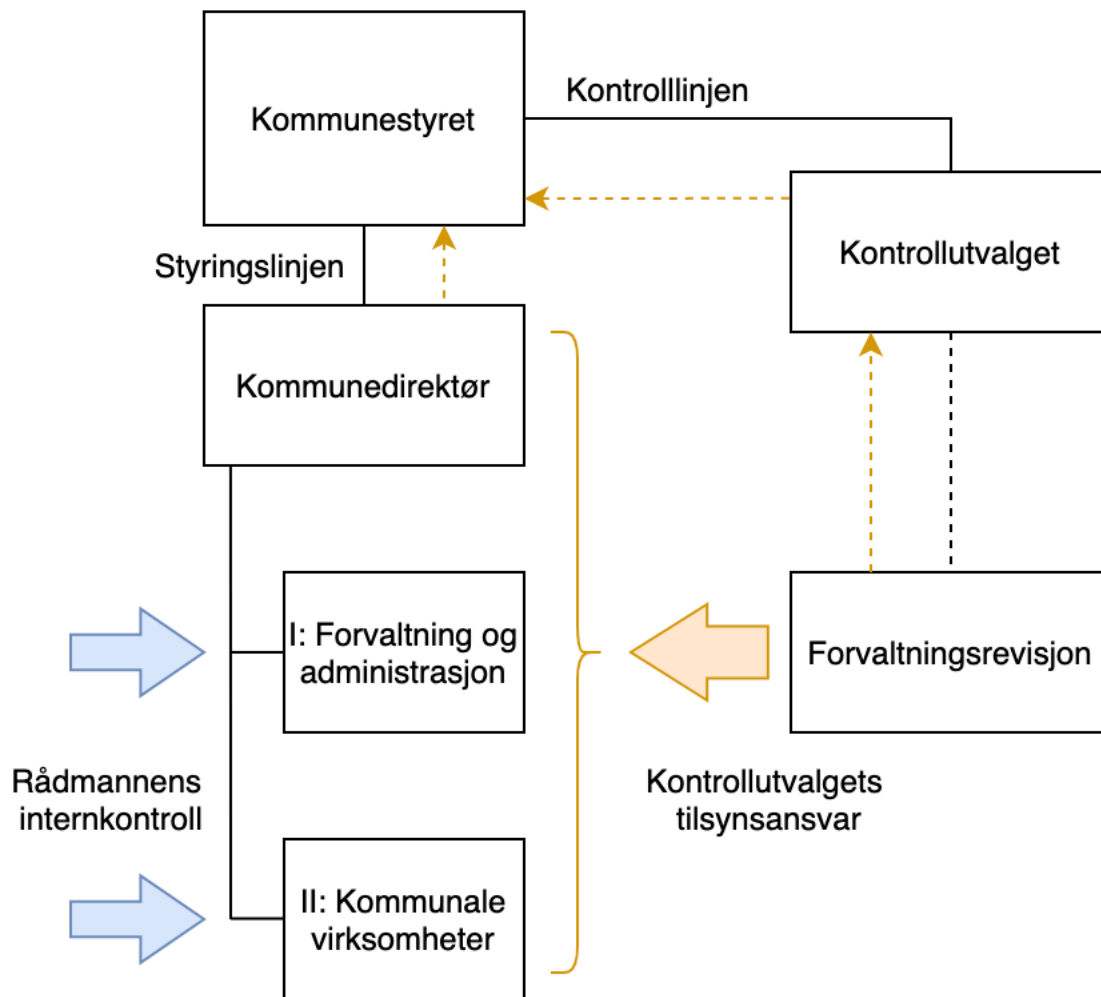 Kommunestyret
Kontrolllinjen
Kontrollutvalget
Styringslinjen
Kommunedirektør
I: Forvaltning og
administrasjon
Forvaltningsrevisjon
Rådmannens
internkontroll
Kontrollutvalgets
tilsynsansvar
II: Kommunale
virksomheter